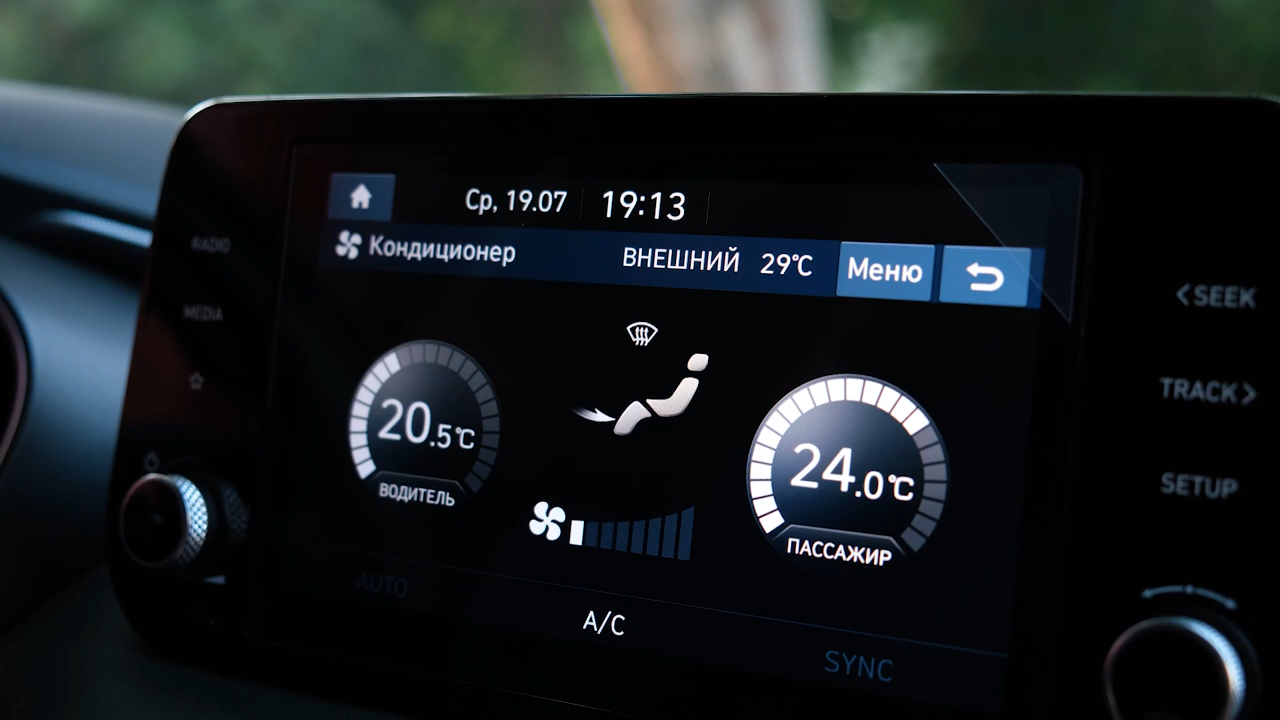 Ср, 19.07 19:13
Кондиционер ВНЕШНИЙ 29℃ Меню
RADIO
MEDIA
<SEEK
TRACK>
SETUP
20.5℃
ВОДИТЕЛЬ
24.0℃
ПАССАЖИР
AUTO
A/C
SYNC